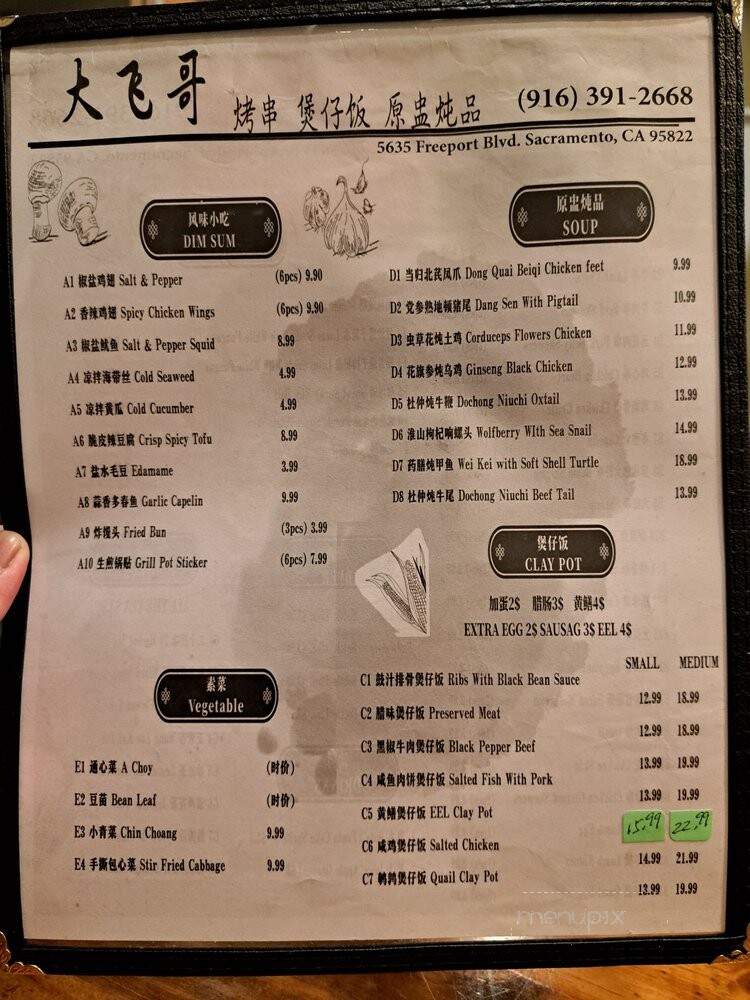 大飞哥 烤串 煲仔饭 原盅炖品 (916) 391-2668
5635 Freeport Blvd. Sacramento, CA 95822
风味小吃
DIM SUM
A1 椒盐鸡翅 Salt & Pepper (6pcs) 9.90
A2 香辣鸡翅 Spicy Chicken Wings (6pcs) 9.90
A3 椒盐鱿鱼 Salt & Pepper Squid 8.99
A4 凉拌海带丝 Cold Seaweed 4.99
A5 凉拌黄瓜 Cold Cucumber 4.99
A6 脆皮辣豆腐 Crisp Spicy Tofu 8.99
A7 盐水毛豆 Edamame 3.99
A8 蒜香多春鱼 Garlic Capelin 9.99
A9 炸馒头 Fried Bun (3pcs) 3.99
A10 生煎锅贴 Grill Pot Sticker (6pcs) 7.99
素菜
Vegetable
E1 通心菜 A Choy (时价)
E2 豆苗 Bean Leaf (时价)
E3 小青菜 Chin Choang 9.99
E4 手撕包心菜 Stir Fried Cabbage 9.99
原盅炖品
SOUP
D1 当归北芪凤爪 Dong Quai Beiqi Chicken feet 9.99
D2 党参熟地顿猪尾 Dang Sen With Pigtail 10.99
D3 虫草花炖土鸡 Corduceps Flowers Chicken 11.99
D4 花旗参炖乌鸡 Ginseng Black Chicken 12.99
D5 杜仲炖牛鞭 Dochong Niuchi Oxtail 13.99
D6 淮山枸杞响螺头 Wolfberry WIth Sea Snail 14.99
D7 药膳炖甲鱼 Wei Kei with Soft Shell Turtle 18.99
D8 杜仲炖牛尾 Dochong Niuchi Beef Tail 13.99
煲仔饭
CLAY POT
加蛋2$ 腊肠3$ 黄鳝4$
EXTRA EGG 2$ SAUSAG 3$ EEL 4$
SMALL MEDIUM
C1 豉汁排骨煲仔饭 Ribs With Black Bean Sauce 12.99 18.99
C2 腊味煲仔饭 Preserved Meat 12.99 18.99
C3 黑椒牛肉煲仔饭 Black Pepper Beef 13.99 19.99
C4 咸鱼肉饼煲仔饭 Salted Fish With Pork 13.99 19.99
C5 黄鳝煲仔饭 EEL Clay Pot 15.99 22.99
C6 咸鸡煲仔饭 Salted Chicken 14.99 21.99
C7 鹌鹑煲仔饭 Quail Clay Pot 13.99 19.99
menupix